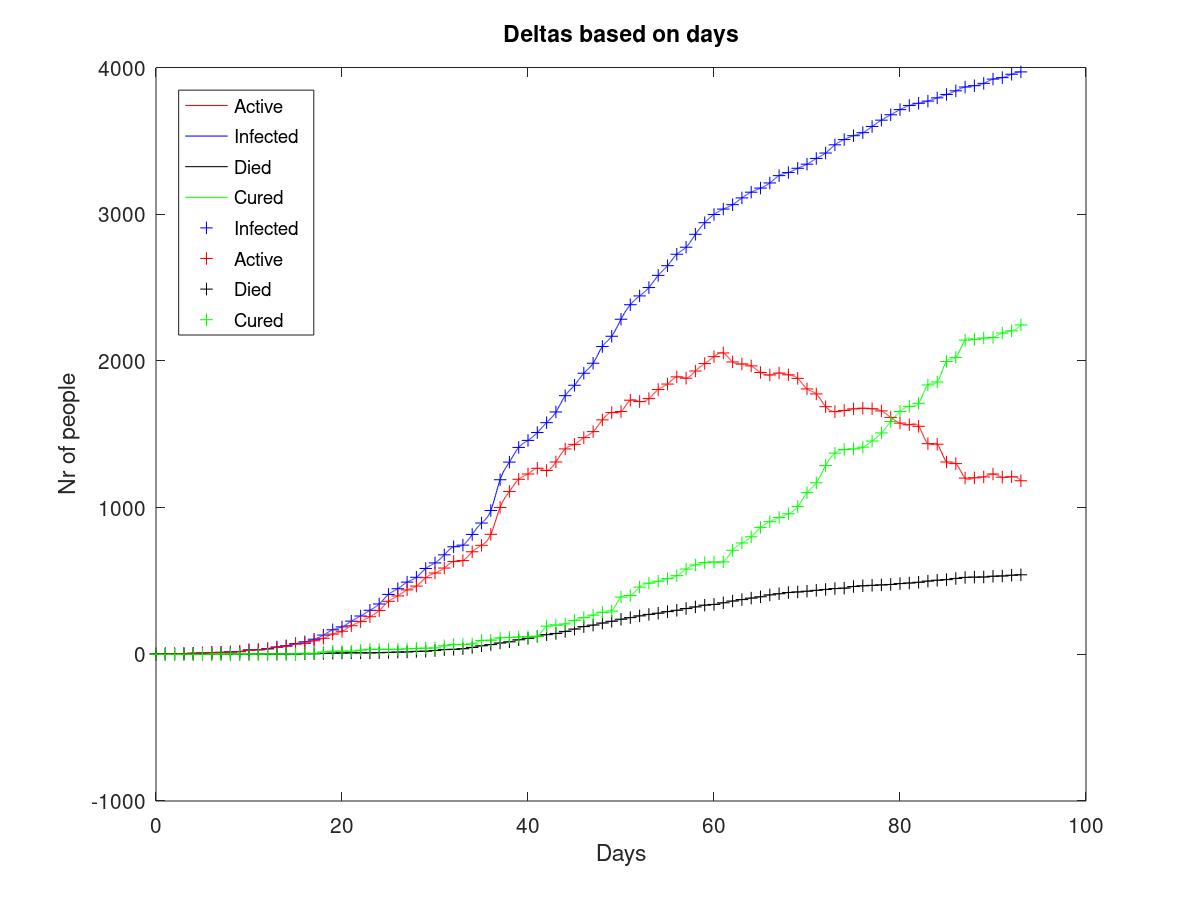 Deltas based on days
4000
3000
2000
1000
0
-1000
Nr of people
Active
Infected
Died
Cured
Infected
Active
Died
Cured
0 20 40 60 80 100
Days